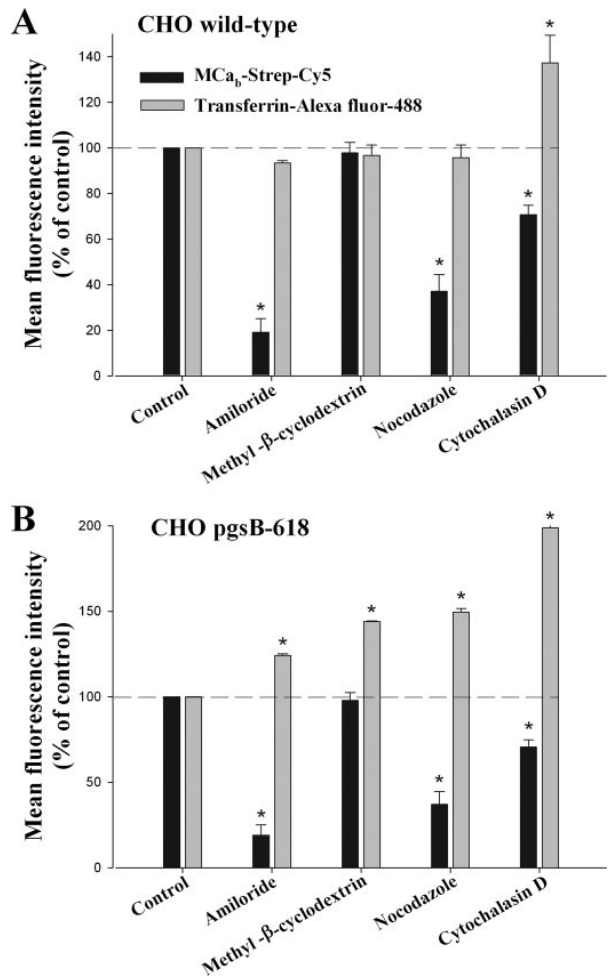 A
CHO wild-type
MCab-Strep-Cy5
Transferrin-Alexa fluor-488
Mean fluorescence intensity
(% of control)
140
120
100
80
60
40
20
0
*
*
*
*
Control
Amiloride
Methyl -β-cyclodextrin
Nocodazole
Cytochalasin D
B
CHO pgsB-618
Mean fluorescence intensity
(% of control)
200
150
100
50
0
*
*
*
*
*
*
*
Control
Amiloride
Methyl -β-cyclodextrin
Nocodazole
Cytochalasin D